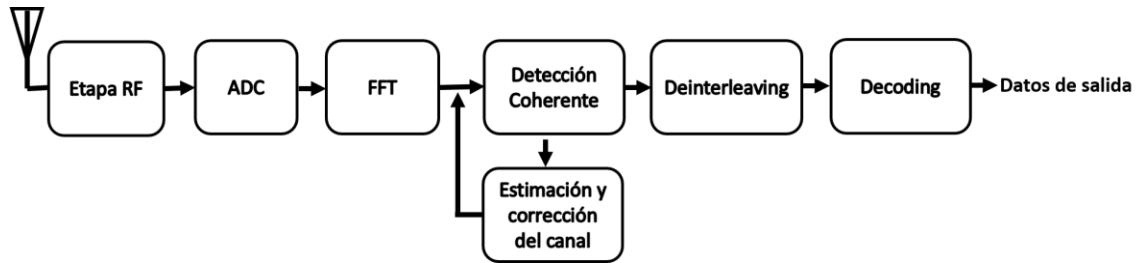 Etapa RF
ADC
FFT
Detección
Coherente
Deinterleaving
Decoding
Datos de salida
Estimación y
corrección
del canal